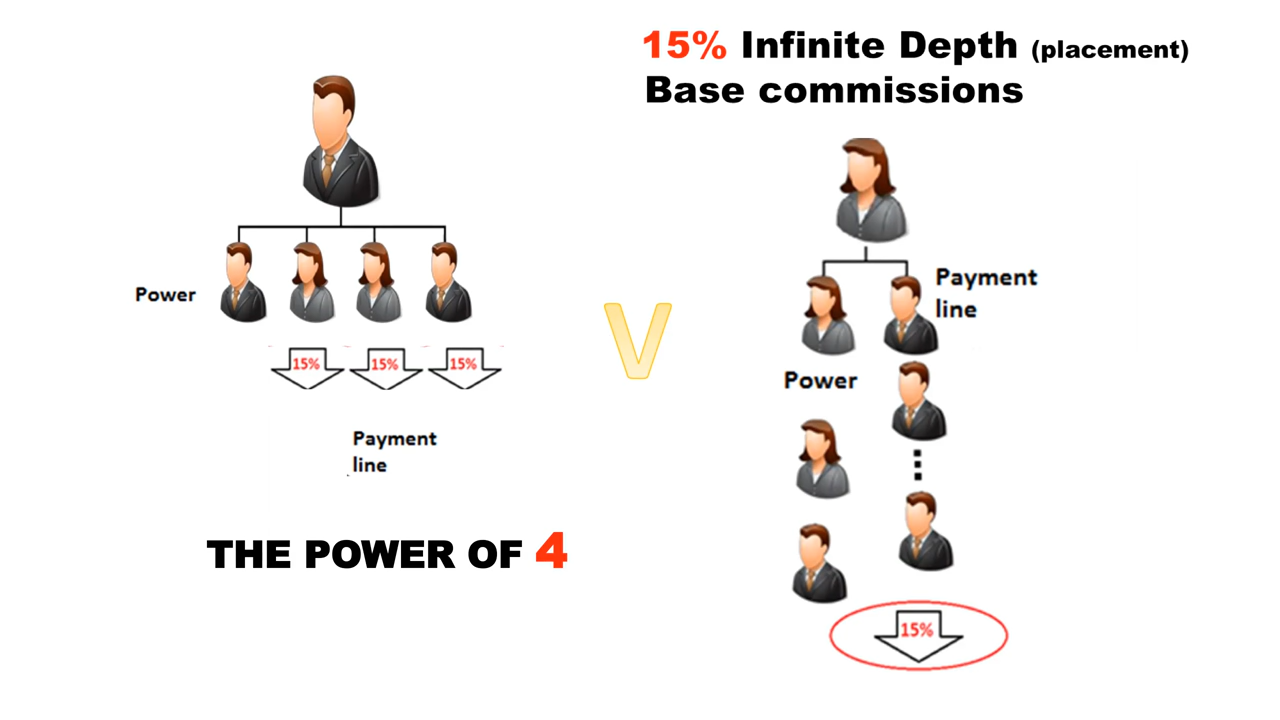 15% Infinite Depth (placement)
Base commissions
Power
15% 15% 15%
Payment
line
THE POWER OF 4
V
Payment
line
Power
15%